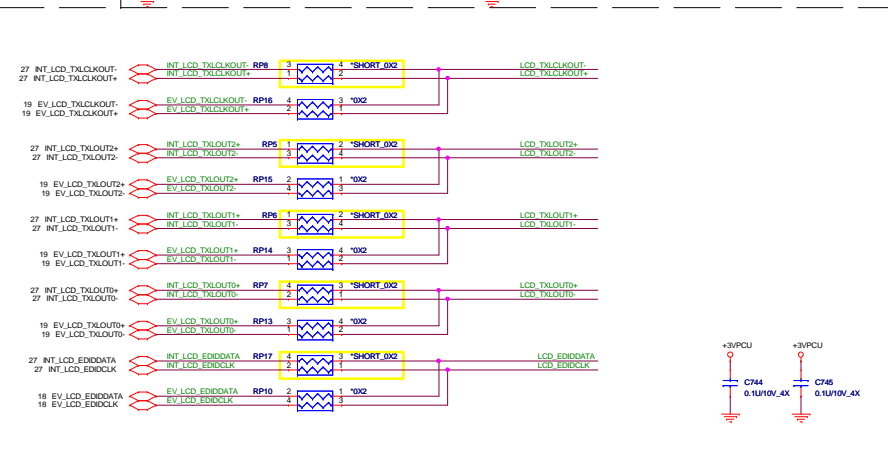 27 INT_LCD_TXLCLKOUT- INT_LCD_TXLCLKOUT- RP8 3 4 *SHORT_0X2 LCD_TXLCLKOUT-
27 INT_LCD_TXLCLKOUT+ INT_LCD_TXLCLKOUT+ 1 2 LCD_TXLCLKOUT+
19 EV_LCD_TXLCLKOUT- EV_LCD_TXLCLKOUT- RP16 4 3 *0X2
19 EV_LCD_TXLCLKOUT+ EV_LCD_TXLCLKOUT+ 2 1
27 INT_LCD_TXLOUT2+ INT_LCD_TXLOUT2+ RP5 1 2 *SHORT_0X2 LCD_TXLOUT2+
27 INT_LCD_TXLOUT2- INT_LCD_TXLOUT2- 3 4 LCD_TXLOUT2-
19 EV_LCD_TXLOUT2+ EV_LCD_TXLOUT2+ RP15 2 1 *0X2
19 EV_LCD_TXLOUT2- EV_LCD_TXLOUT2- 4 3
27 INT_LCD_TXLOUT1+ INT_LCD_TXLOUT1+ RP6 1 2 *SHORT_0X2 LCD_TXLOUT1+
27 INT_LCD_TXLOUT1- INT_LCD_TXLOUT1- 3 4 LCD_TXLOUT1-
19 EV_LCD_TXLOUT1+ EV_LCD_TXLOUT1+ RP14 3 4 *0X2
19 EV_LCD_TXLOUT1- EV_LCD_TXLOUT1- 1 2
27 INT_LCD_TXLOUT0+ INT_LCD_TXLOUT0+ RP7 4 3 *SHORT_0X2 LCD_TXLOUT0+
27 INT_LCD_TXLOUT0- INT_LCD_TXLOUT0- 2 1 LCD_TXLOUT0-
19 EV_LCD_TXLOUT0+ EV_LCD_TXLOUT0+ RP13 3 4 *0X2
19 EV_LCD_TXLOUT0- EV_LCD_TXLOUT0- 1 2
27 INT_LCD_EDIDDATA INT_LCD_EDIDDATA RP17 4 3 *SHORT_0X2 LCD_EDIDDATA
27 INT_LCD_EDIDCLK INT_LCD_EDIDCLK 2 1 LCD_EDIDCLK
18 EV_LCD_EDIDDATA EV_LCD_EDIDDATA RP10 2 1 *0X2
18 EV_LCD_EDIDCLK EV_LCD_EDIDCLK 4 3
+3VPCU +3VPCU
C744 C745
0.1U/10V_4X 0.1U/10V_4X